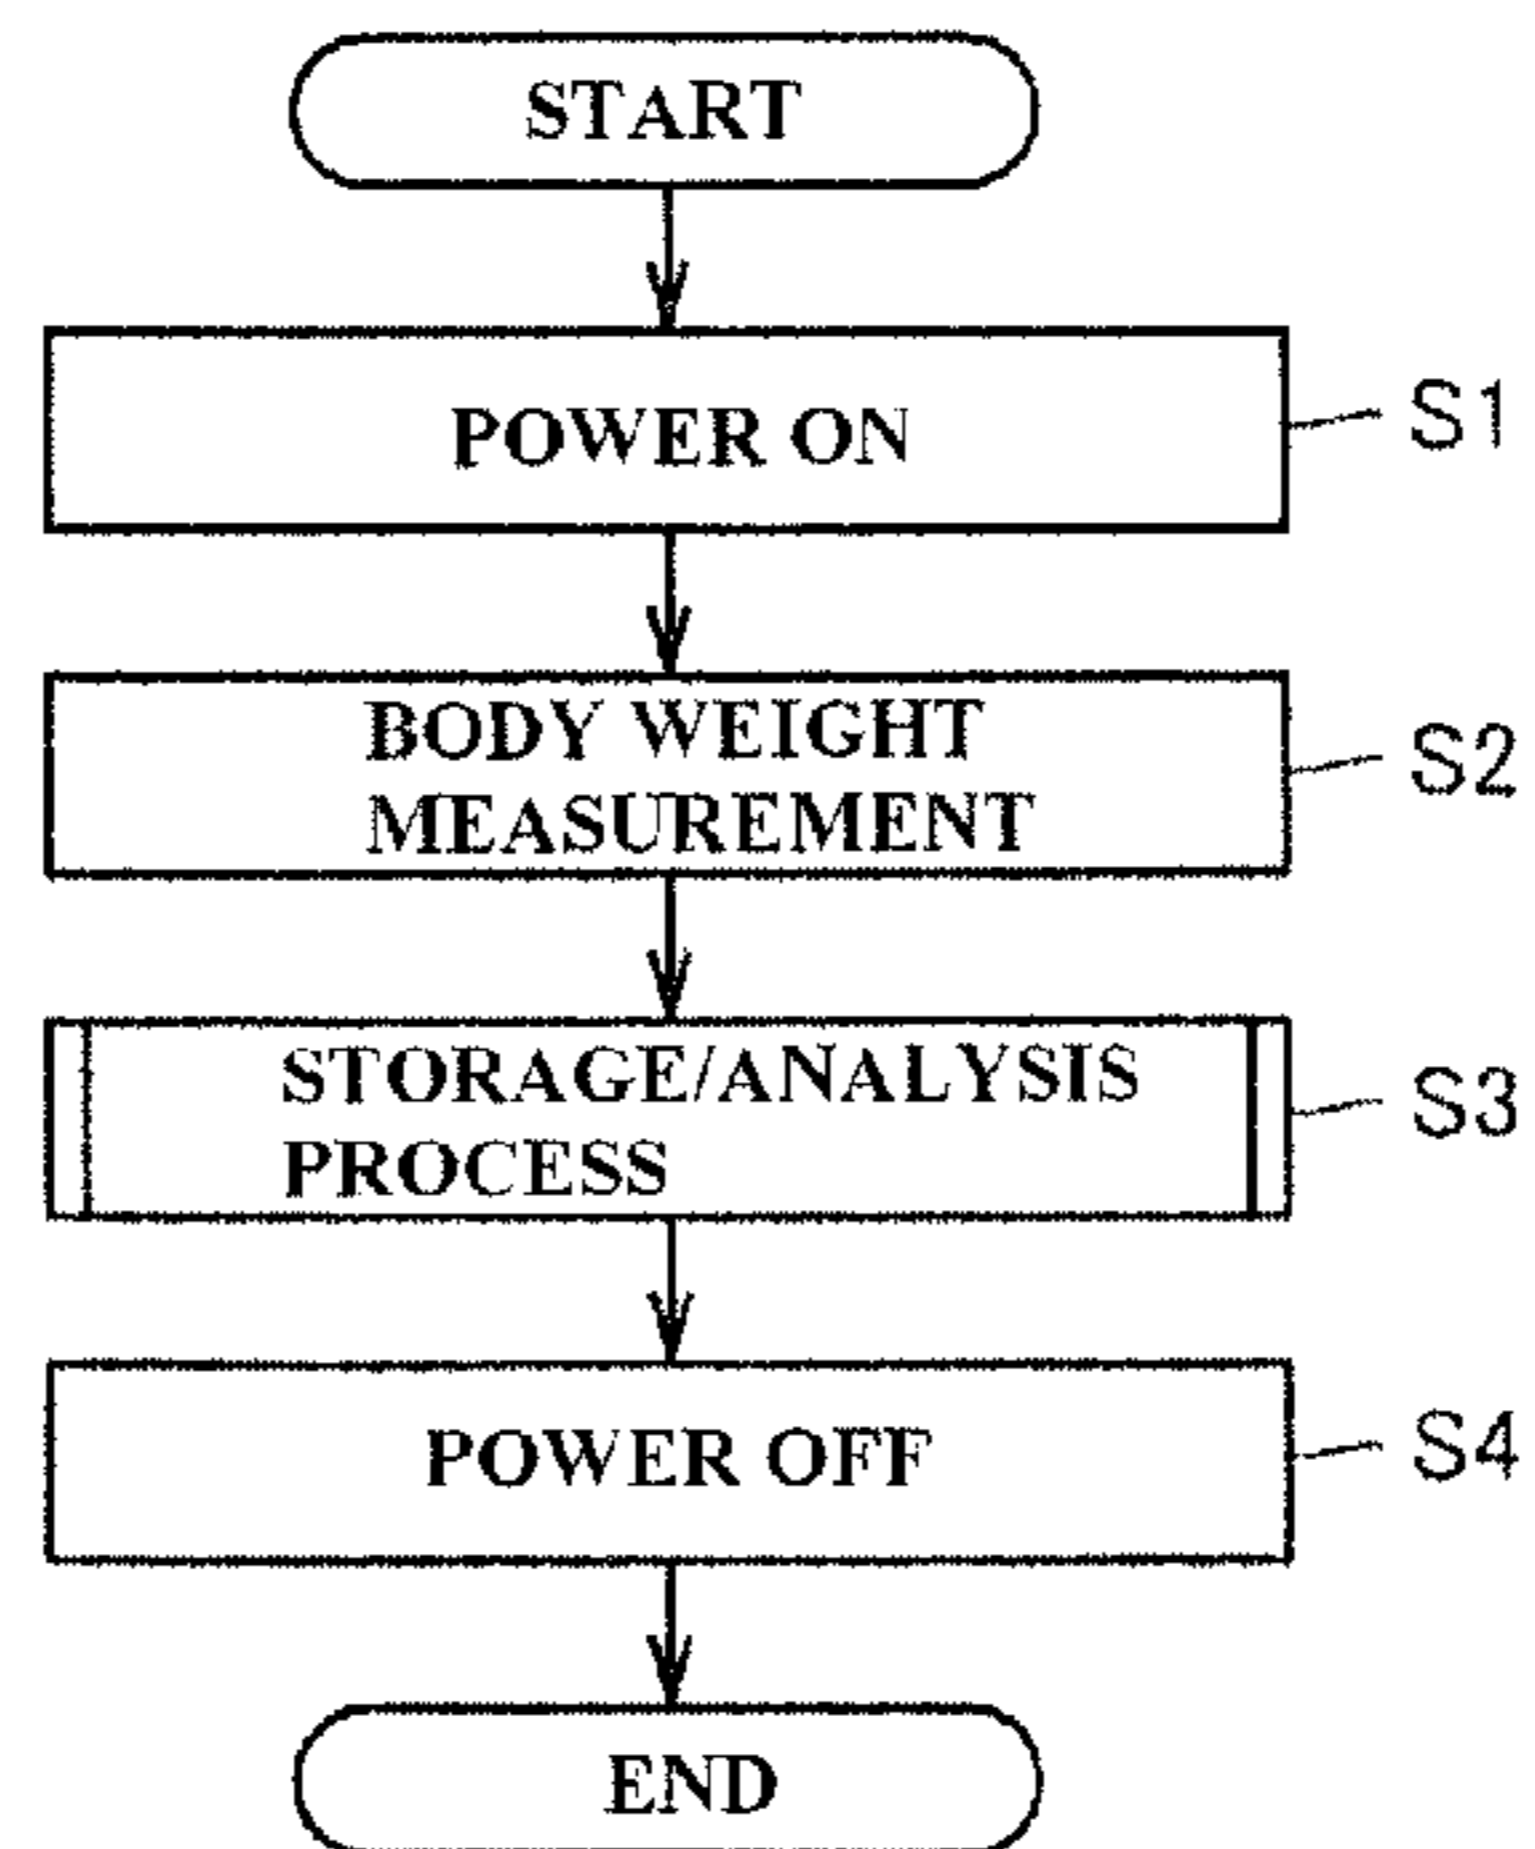 START
POWER ON
S1
BODY WEIGHT
MEASUREMENT
S2
STORAGE/ANALYSIS
PROCESS
S3
POWER OFF
S4
END